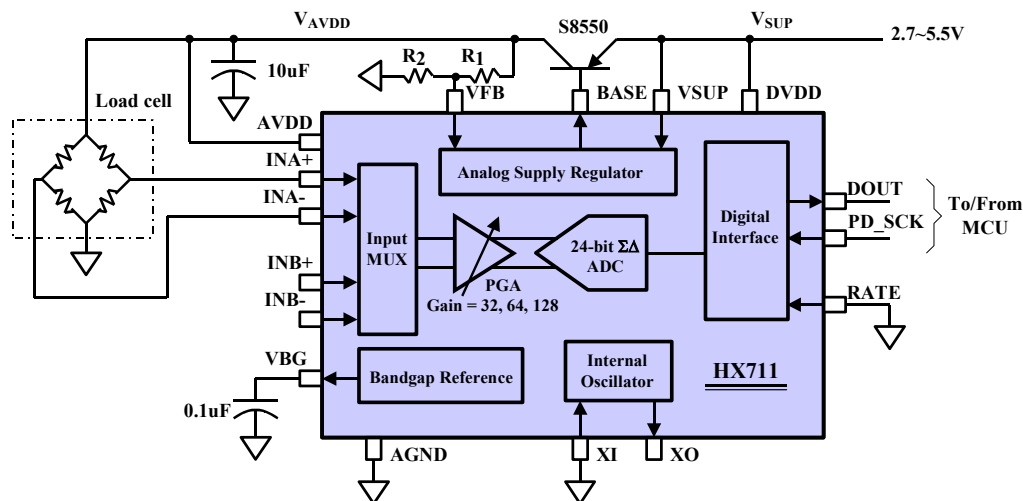 V_AVDD
S8550
V_SUP
2.7~5.5V
10uF
R2
R1
VFB
BASE
VSUP
DVDD
Load cell
AVDD
INA+
INA-
INB+
INB-
VBG
0.1uF
Analog Supply Regulator
Input
MUX
PGA
Gain = 32, 64, 128
24-bit ΣΔ
ADC
Digital
Interface
DOUT
PD_SCK
To/From
MCU
RATE
Bandgap Reference
Internal
Oscillator
HX711
AGND
XI
XO